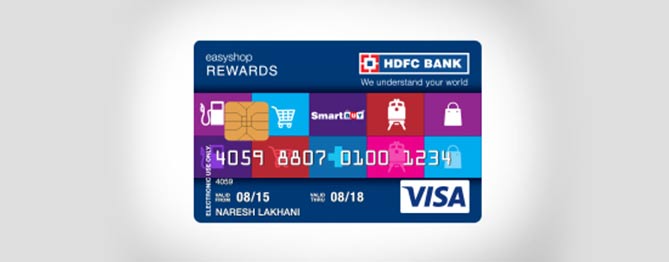 easyshop
REWARDS
HDFC BANK
We understand your world
SmartBUY
4059 8807 0100 1234
ELECTRONIC USE ONLY
4059
VALID FROM 08/15 VALID THRU 08/18
NARESH LAKHANI
VISA